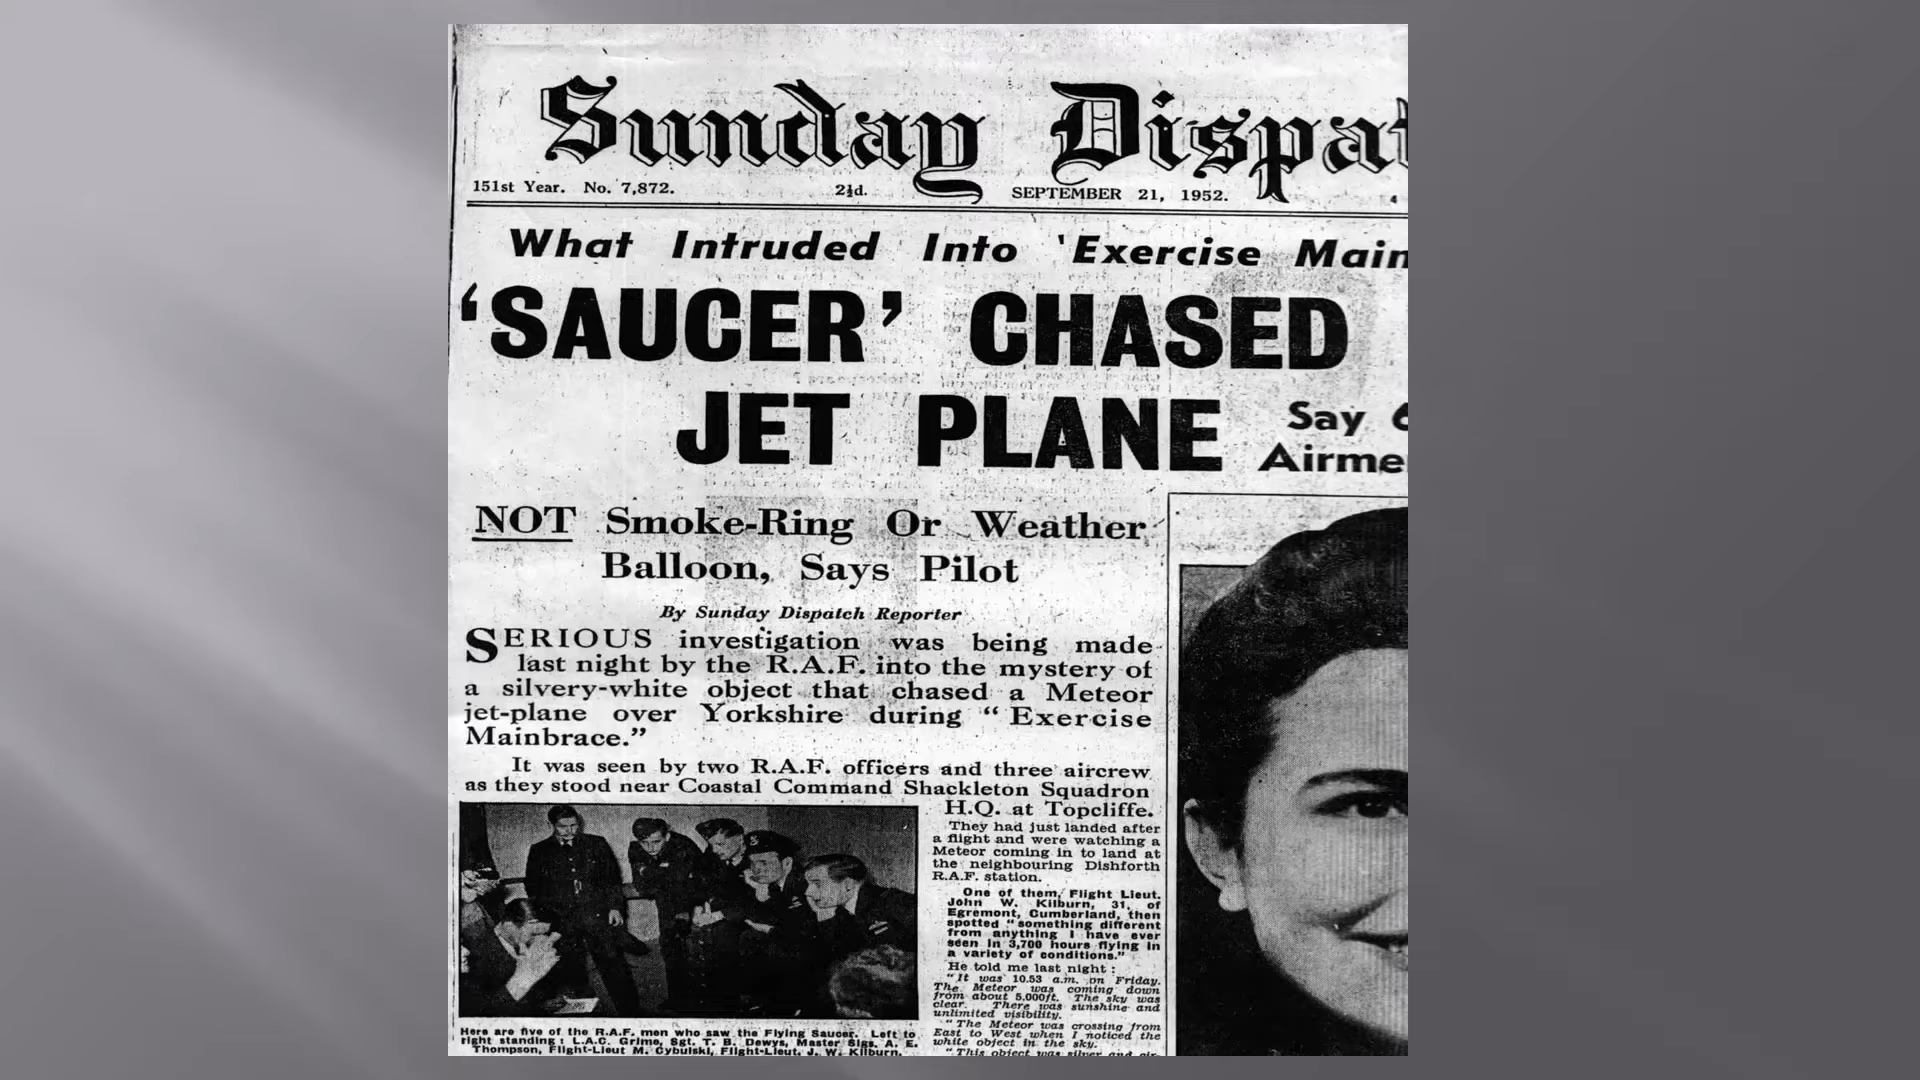 Sunday Dispat
151st Year. No. 7,872.
2½d.
SEPTEMBER 21, 1952.
4
What Intruded Into 'Exercise Main
'SAUCER' CHASED
JET PLANE
Say 6
Airme
NOT Smoke-Ring Or Weather
Balloon, Says Pilot
By Sunday Dispatch Reporter
SERIOUS investigation was being made
last night by the R.A.F. into the mystery of
a silvery-white object that chased a Meteor
jet-plane over Yorkshire during “Exercise
Mainbrace.”
It was seen by two R.A.F. officers and three aircrew
as they stood near Coastal Command Shackleton Squadron
H.Q. at Topcliffe.
They had just landed after
a flight and were watching a
Meteor coming in to land at
the neighbouring Dishforth
R.A.F. station.
One of them, Flight Lieut.
John W. Kilburn, 31, of
Egremont, Cumberland, then
spotted “something different
from anything I have ever
seen in 3,700 hours flying in
a variety of conditions.”
He told me last night :
“It was 10.53 a.m. on Friday.
The Meteor was coming down
from about 5,000ft. The sky was
clear. There was sunshine and
unlimited visibility.
“The Meteor was crossing from
East to West when I noticed the
white object in the sky.
“This object was silver and cir-
Here are five of the R.A.F. men who saw the Flying Saucer. Left to
right standing : L.A.C. Grime, Sgt. T. B. Dewys, Master Sigs. A. E.
Thompson, Flight-Lieut M. Cybulski, Flight-Lieut. J. W. Kilburn.